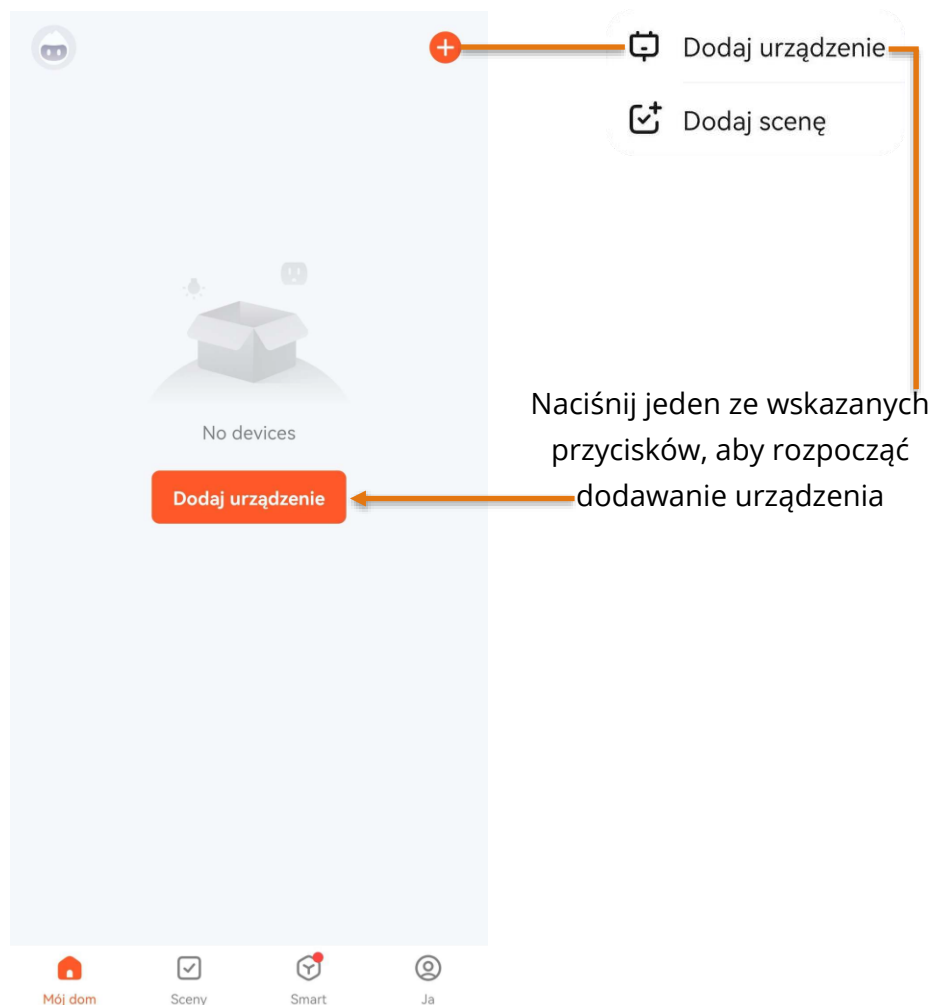 Dodaj urządzenie
Dodaj scenę
Naciśnij jeden ze wskazanych
przycisków, aby rozpocząć
dodawanie urządzenia
No devices
Dodaj urządzenie
Mój dom
Sceny
Smart
Ja